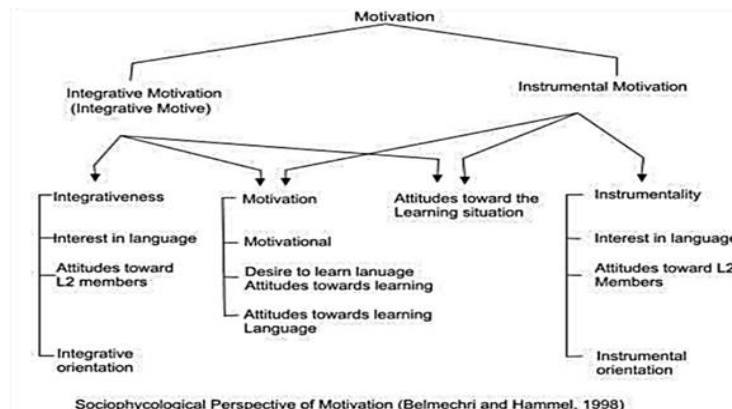 Motivation
Integrative Motivation
(Integrative Motive)
Instrumental Motivation
Integrativeness
Interest in language
Attitudes toward
L2 members
Integrative
orientation
Motivation
Motivational
Desire to learn lanuage
Attitudes towards learning
Attitudes towards learning
Language
Attitudes toward the
Learning situation
Instrumentality
Interest in language
Attitudes toward L2
Members
Instrumental
orientation
Sociophycological Perspective of Motivation (Belmechri and Hammel, 1998)